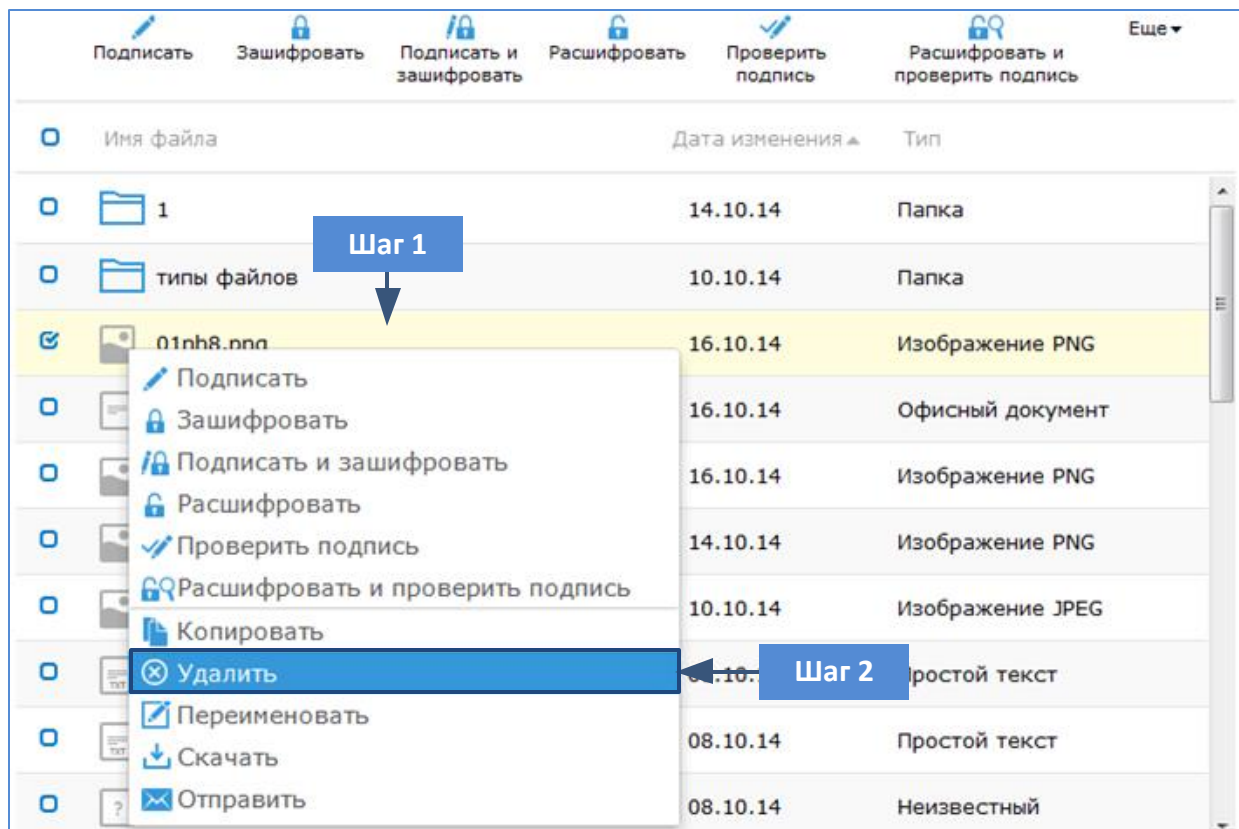 Подписать
Зашифровать
Подписать и
зашифровать
Расшифровать
Проверить
подпись
Расшифровать и
проверить подпись
Еще
Имя файла
Дата изменения
Тип
1
14.10.14
Папка
Шаг 1
типы файлов
10.10.14
Папка
01ph8.png
16.10.14
Изображение PNG
Подписать
16.10.14
Офисный документ
Зашифровать
Подписать и зашифровать
16.10.14
Изображение PNG
Расшифровать
Проверить подпись
14.10.14
Изображение PNG
Расшифровать и проверить подпись
10.10.14
Изображение JPEG
Копировать
TXT
Удалить
Шаг 2
Простой текст
Переименовать
TXT
08.10.14
Простой текст
Скачать
?
Отправить
08.10.14
Неизвестный